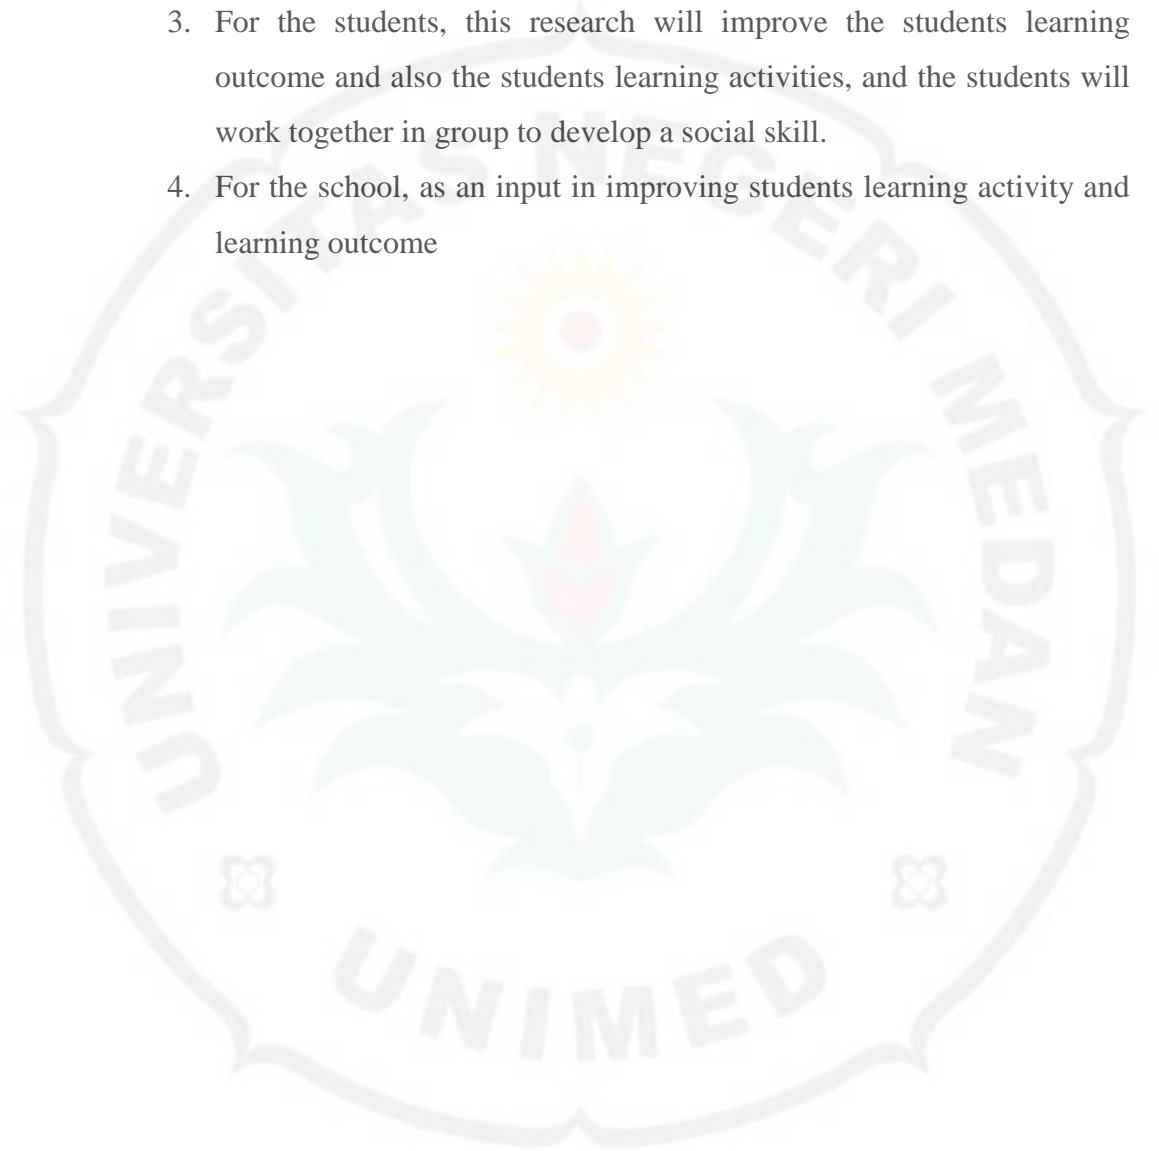 3. For the students, this research will improve the students learning
outcome and also the students learning activities, and the students will
work together in group to develop a social skill.
4. For the school, as an input in improving students learning activity and
learning outcome
UNIVERSITAS NEGERI MEDAN
UNIMED